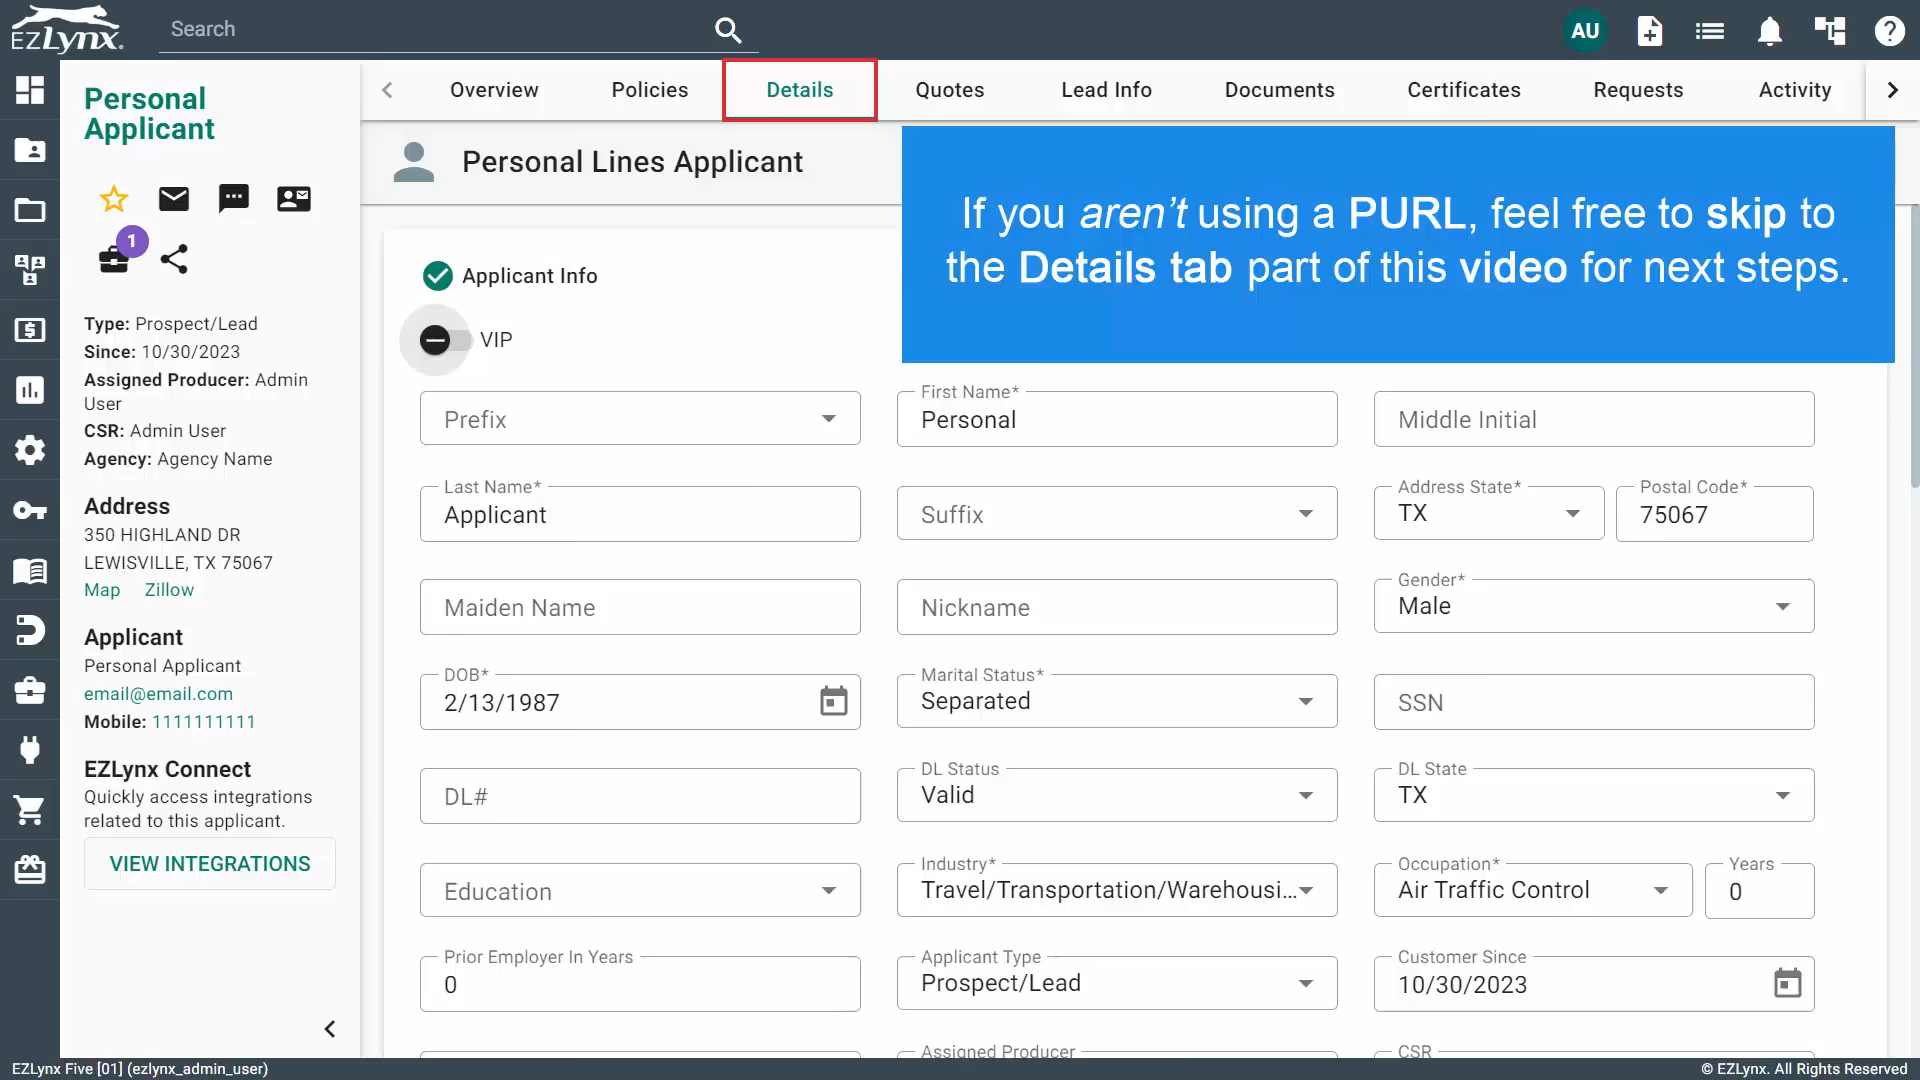 EZLynx
Search
AU
Personal
Applicant
1
Type: Prospect/Lead
Since: 10/30/2023
Assigned Producer: Admin
User
CSR: Admin User
Agency: Agency Name
Address
350 HIGHLAND DR
LEWISVILLE, TX 75067
Map Zillow
Applicant
Personal Applicant
email@email.com
Mobile: 1111111111
EZLynx Connect
Quickly access integrations
related to this applicant.
VIEW INTEGRATIONS
Overview Policies Details Quotes Lead Info Documents Certificates Requests Activity
Personal Lines Applicant
If you aren't using a PURL, feel free to skip to
the Details tab part of this video for next steps.
Applicant Info
VIP
Prefix
First Name*
Personal
Middle Initial
Last Name*
Applicant
Suffix
Address State*
TX
Postal Code*
75067
Maiden Name
Nickname
Gender*
Male
DOB*
2/13/1987
Marital Status*
Separated
SSN
DL#
DL Status
Valid
DL State
TX
Education
Industry*
Travel/Transportation/Warehousi...
Occupation*
Air Traffic Control
Years
0
Prior Employer In Years
0
Applicant Type
Prospect/Lead
Customer Since
10/30/2023
Assigned Producer
CSR
EZLynx Five [01] (ezlynx_admin_user)
© EZLynx. All Rights Reserved